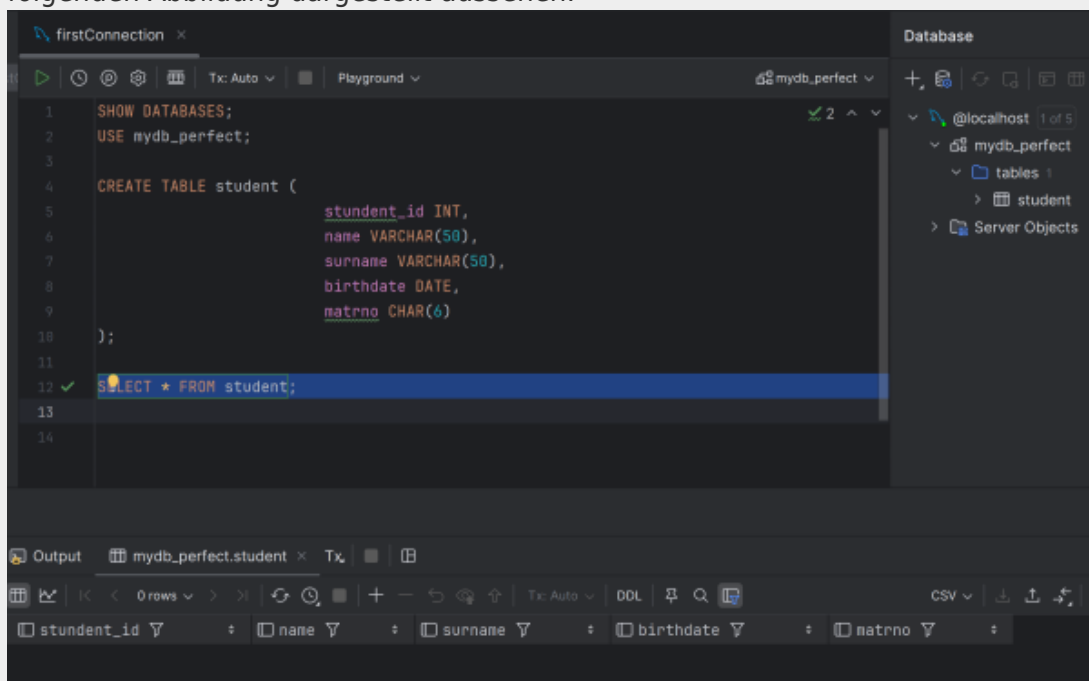 folgenden Abbildung dargestellt aussehen:
firstConnection
Database
Tx: Auto
Playground
mydb_perfect
1 SHOW DATABASES;
2 USE mydb_perfect;
3
4 CREATE TABLE student (
5 stundent_id INT,
6 name VARCHAR(50),
7 surname VARCHAR(50),
8 birthdate DATE,
9 matrno CHAR(6)
10 );
11
12 SELECT * FROM student;
13
14
2
@localhost 1 of 5
mydb_perfect
tables 1
student
Server Objects
Output mydb_perfect.student Tx
0 rows Tx: Auto DDL CSV
stundent_id name surname birthdate matrno